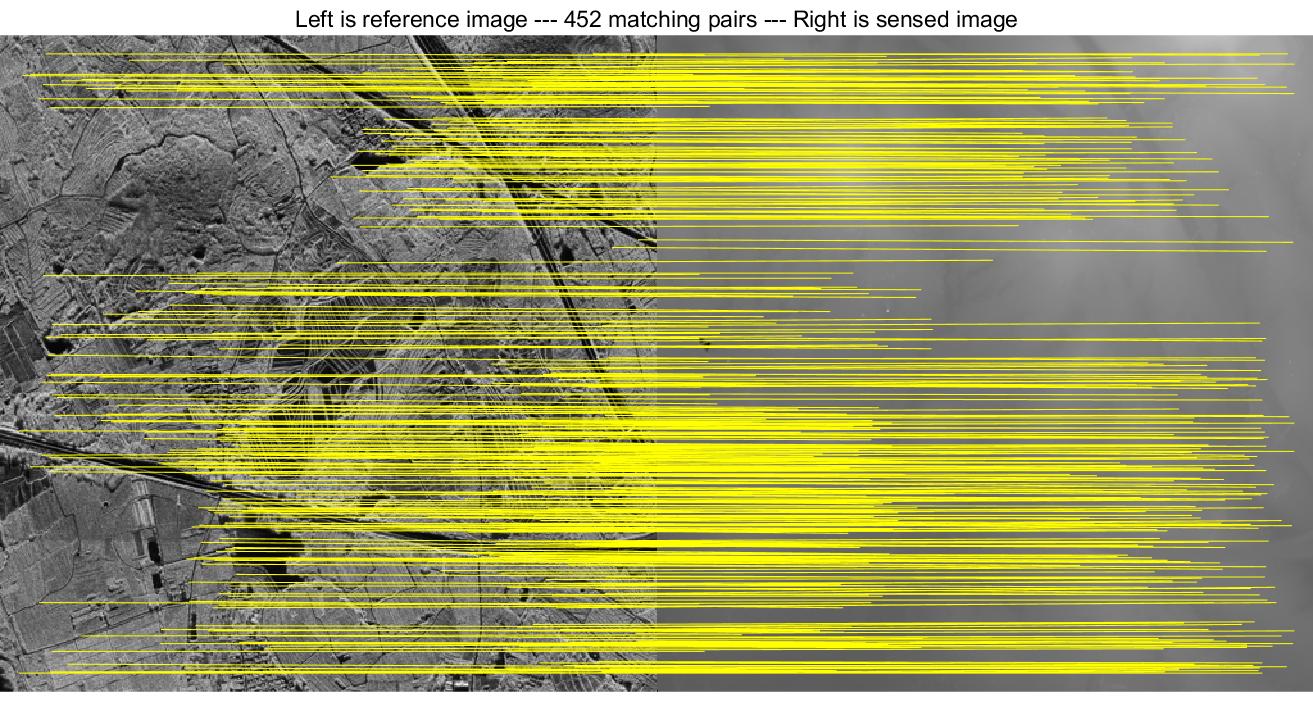 Left is reference image --- 452 matching pairs --- Right is sensed image